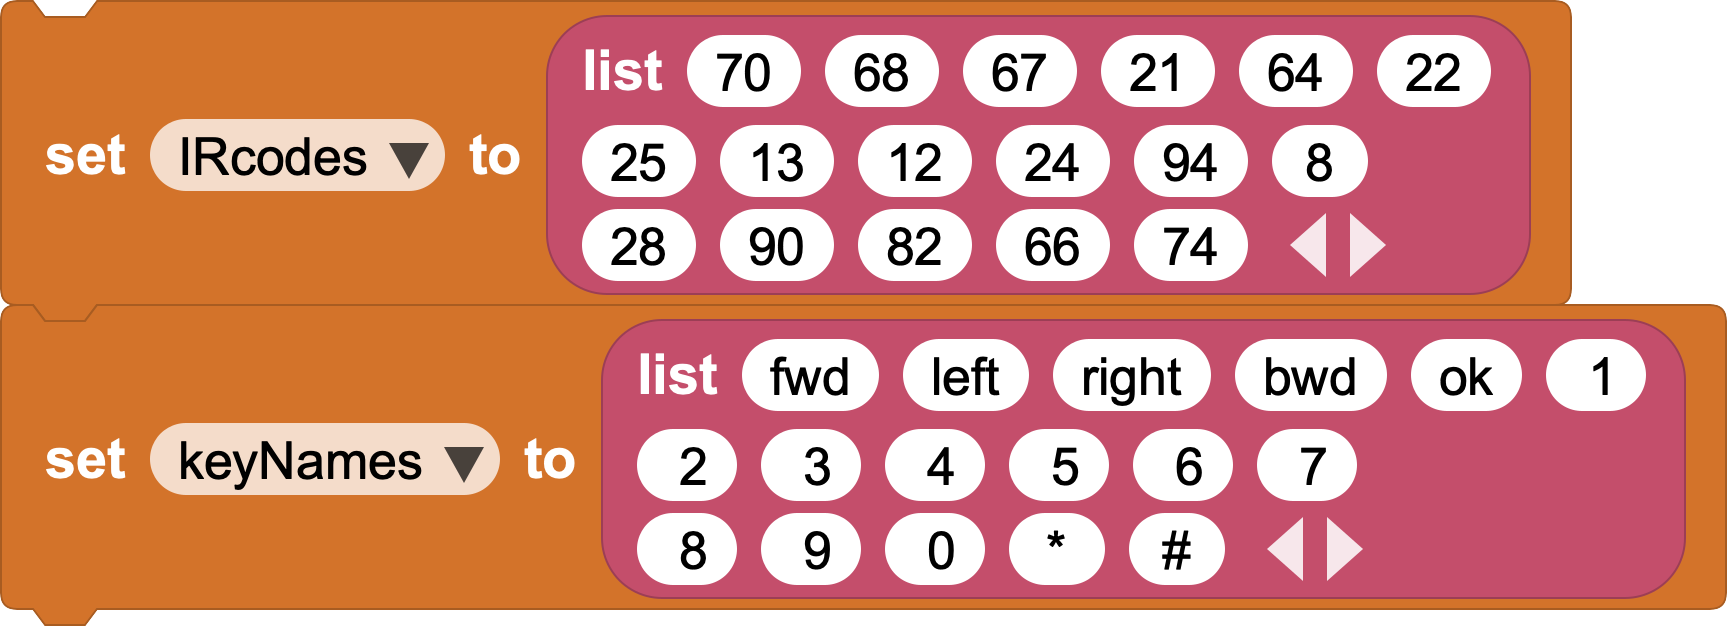 list 70 68 67 21 64 22
set IRcodes to 25 13 12 24 94 8
28 90 82 66 74
list fwd left right bwd ok 1
set keyNames to 2 3 4 5 6 7
8 9 0 * #